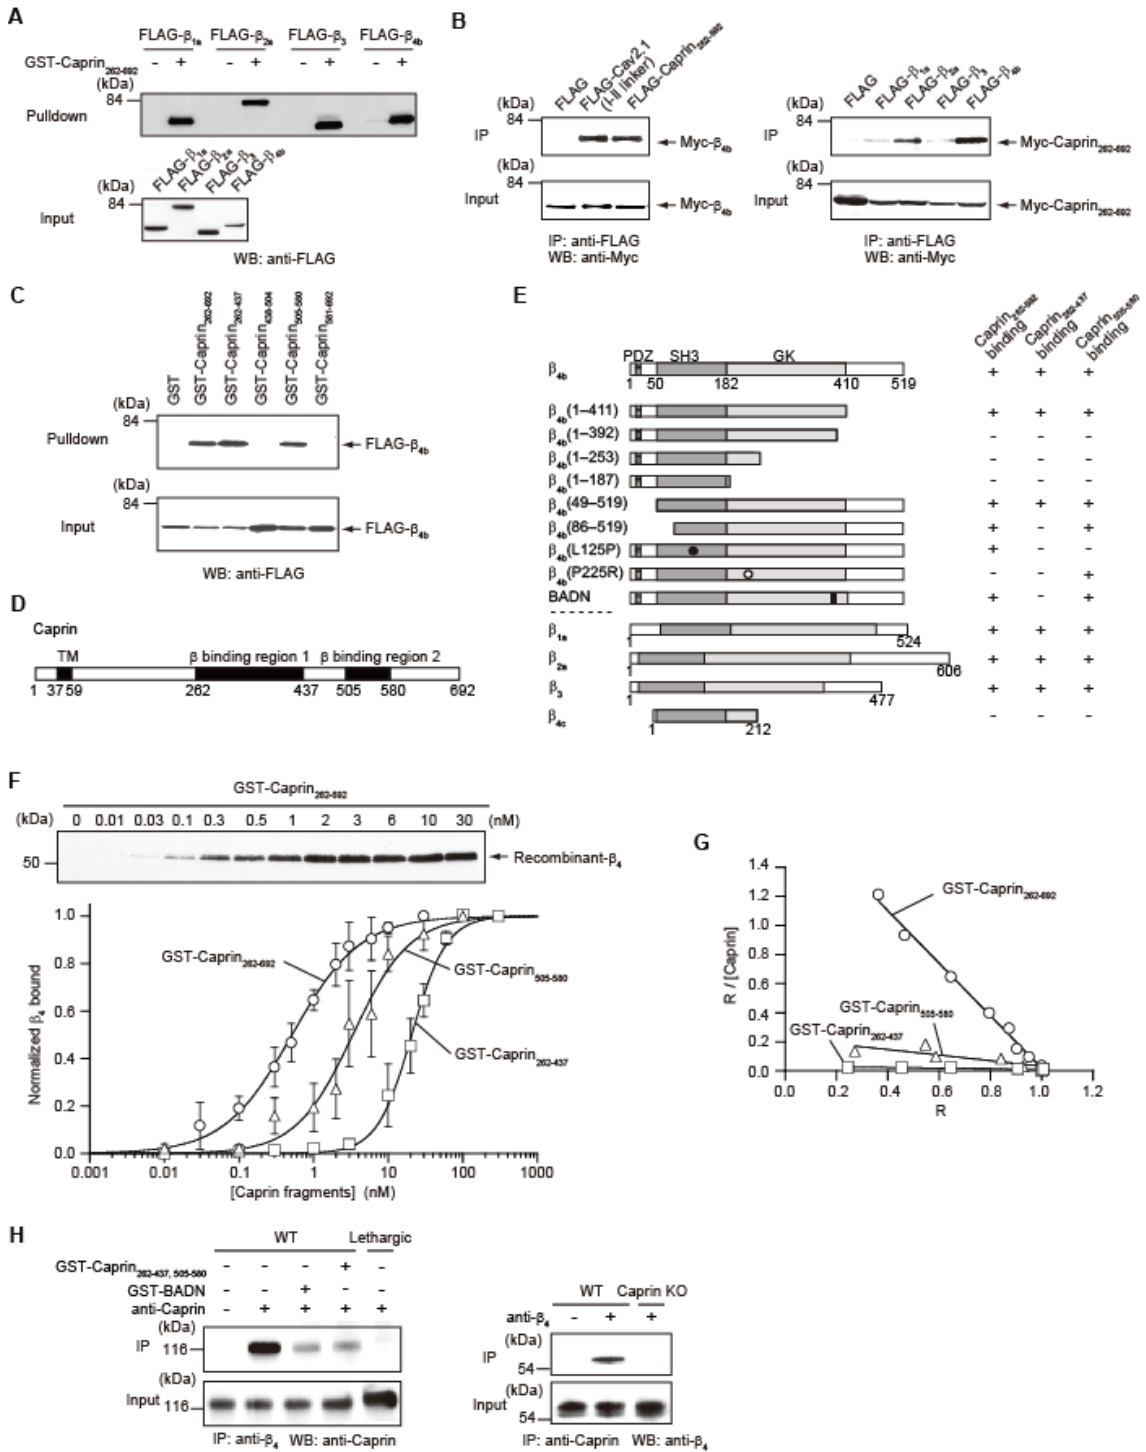 A
FLAG-β1a FLAG-β2a FLAG-β3 FLAG-β4b
GST-Caprin262-692 - + - + - + - +
(kDa)
84
Pulldown
FLAG-β1a FLAG-β2a FLAG-β3 FLAG-β4b
(kDa)
84
Input
WB: anti-FLAG
B
FLAG FLAG-Cav2.1 (I-II linker) FLAG-Caprin262-692
(kDa)
84
IP
Myc-β4b
(kDa)
84
Input
Myc-β4b
IP: anti-FLAG
WB: anti-Myc
FLAG FLAG-β1a FLAG-β2a FLAG-β3 FLAG-β4b
(kDa)
84
IP
Myc-Caprin262-692
(kDa)
84
Input
Myc-Caprin262-692
IP: anti-FLAG
WB: anti-Myc
C
GST GST-Caprin262-692 GST-Caprin262-437 GST-Caprin438-504 GST-Caprin505-580 GST-Caprin581-692
(kDa)
84
Pulldown
FLAG-β4b
(kDa)
84
Input
FLAG-β4b
WB: anti-FLAG
D
Caprin
TM β binding region 1 β binding region 2
1 37 59 262 437 505 580 692
E
Caprin262-692 binding Caprin262-437 binding Caprin505-580 binding
PDZ SH3 GK
β4b + + +
1 50 182 410 519
β4b(1–411) + + +
β4b(1–392) - - -
β4b(1–253) - - -
β4b(1–187) - - -
β4b(49–519) + + +
β4b(86–519) + - +
β4b(L125P) + - -
β4b(P225R) - - +
BADN + - +
β1a + + +
1 524
β2a + + +
1 606
β3 + + +
1 477
β4c - - -
1 212
F
GST-Caprin262-692
(kDa) 0 0.01 0.03 0.1 0.3 0.5 1 2 3 6 10 30 (nM)
50
Recombinant-β4
Normalized β4 bound
1.0
0.8
0.6
0.4
0.2
0.0
GST-Caprin262-692
GST-Caprin505-580
GST-Caprin262-437
0.001 0.01 0.1 1 10 100 1000
[Caprin fragments] (nM)
G
R / [Caprin]
1.4
1.2
1.0
0.8
0.6
0.4
0.2
0.0
GST-Caprin262-692
GST-Caprin505-580
GST-Caprin262-437
0.0 0.2 0.4 0.6 0.8 1.0 1.2
R
H
WT Lethargic
GST-Caprin262-437, 505-580 - - - + -
GST-BADN - - + - -
anti-Caprin - + + + +
(kDa)
IP 116
(kDa)
Input 116
IP: anti-β4 WB: anti-Caprin
WT Caprin KO
anti-β4 - + +
(kDa)
IP
54
(kDa)
Input
54
IP: anti-Caprin WB: anti-β4